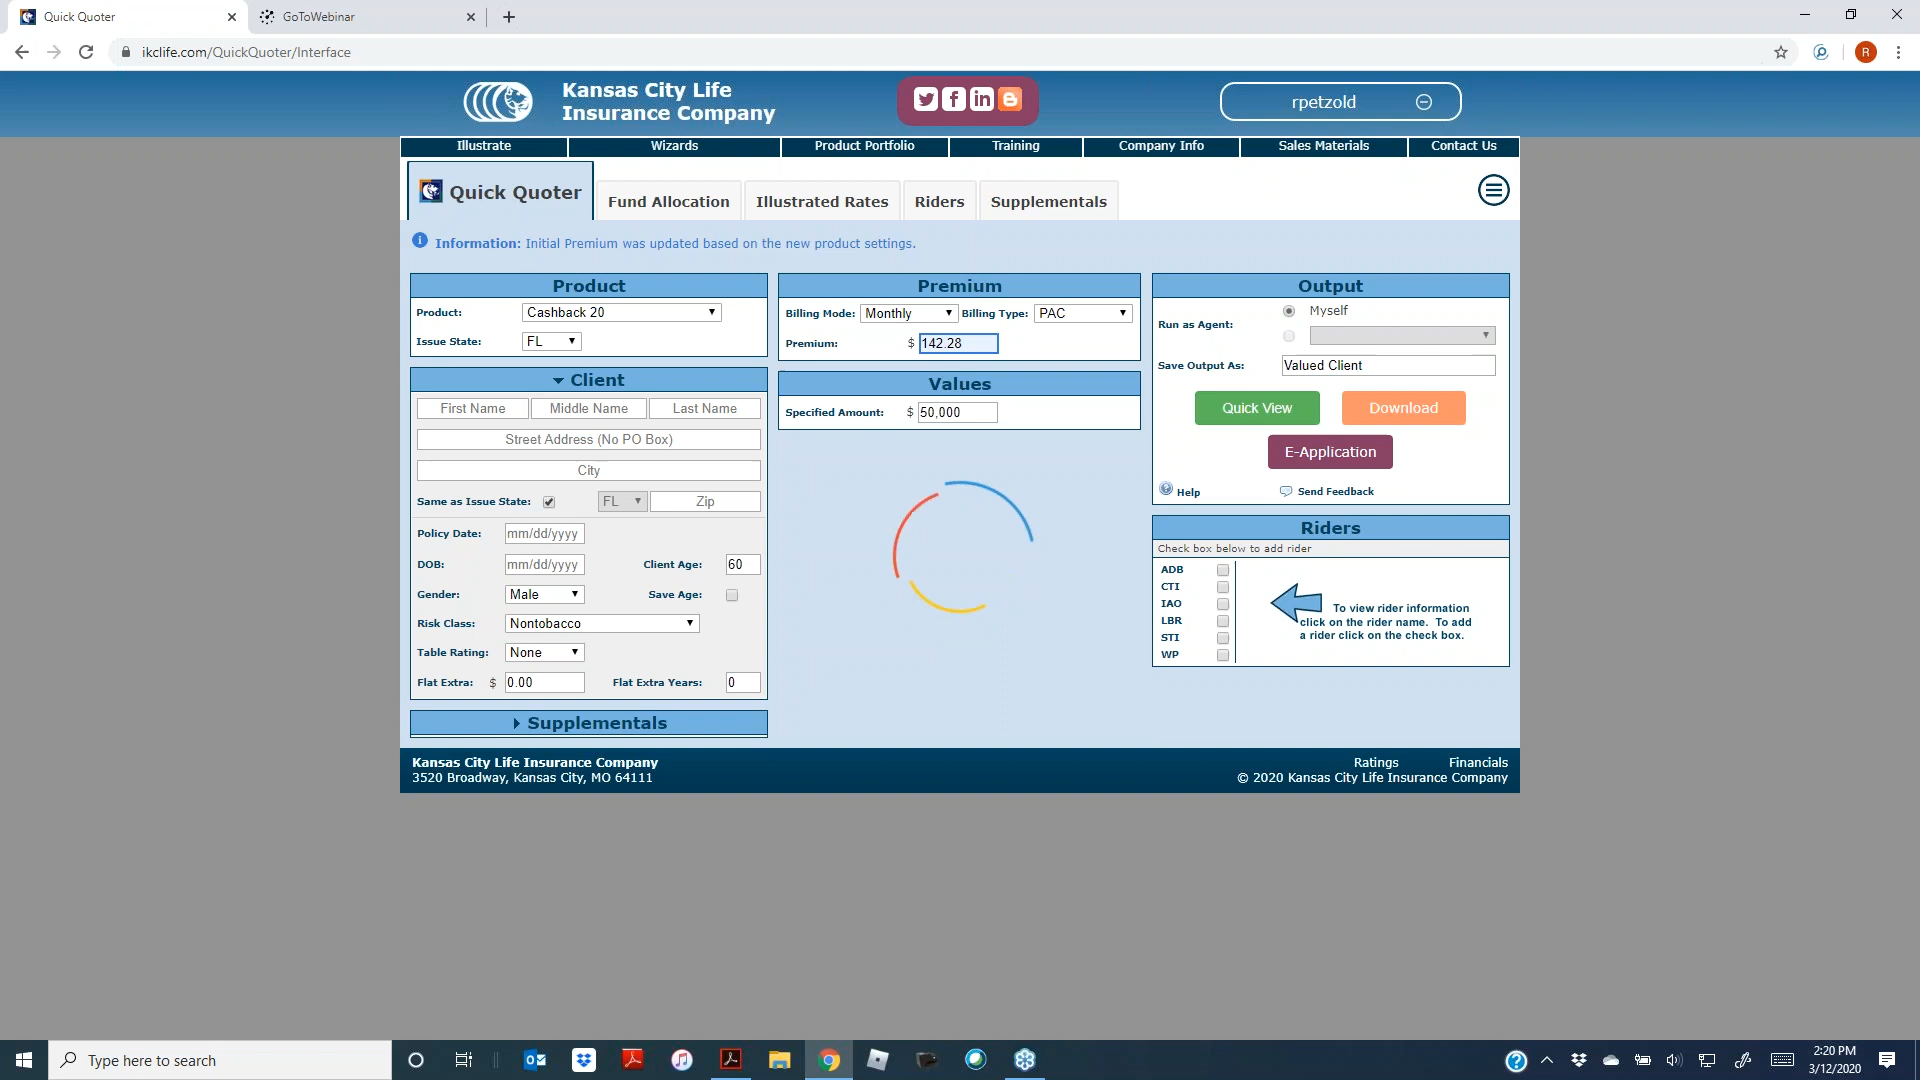 Quick Quoter
GoToWebinar
ikclife.com/QuickQuoter/Interface
R
Kansas City Life
Insurance Company
rpetzold
Illustrate
Wizards
Product Portfolio
Training
Company Info
Sales Materials
Contact Us
Quick Quoter
Fund Allocation
Illustrated Rates
Riders
Supplementals
Information: Initial Premium was updated based on the new product settings.
Product
Product: Cashback 20
Issue State: FL
Client
First Name Middle Name Last Name
Street Address (No PO Box)
City
Same as Issue State: FL Zip
Policy Date: mm/dd/yyyy
DOB: mm/dd/yyyy Client Age: 60
Gender: Male Save Age:
Risk Class: Nontobacco
Table Rating: None
Flat Extra: $ 0.00 Flat Extra Years: 0
Supplementals
Premium
Billing Mode: Monthly Billing Type: PAC
Premium: $ 142.28
Values
Specified Amount: $ 50,000
Output
Run as Agent: Myself
Save Output As: Valued Client
Quick View Download
E-Application
Help Send Feedback
Riders
Check box below to add rider
ADB
CTI
IAO
LBR
STI
WP
To view rider information
click on the rider name. To add
a rider click on the check box.
Kansas City Life Insurance Company
3520 Broadway, Kansas City, MO 64111
Ratings Financials
© 2020 Kansas City Life Insurance Company
Type here to search
2:20 PM
3/12/2020